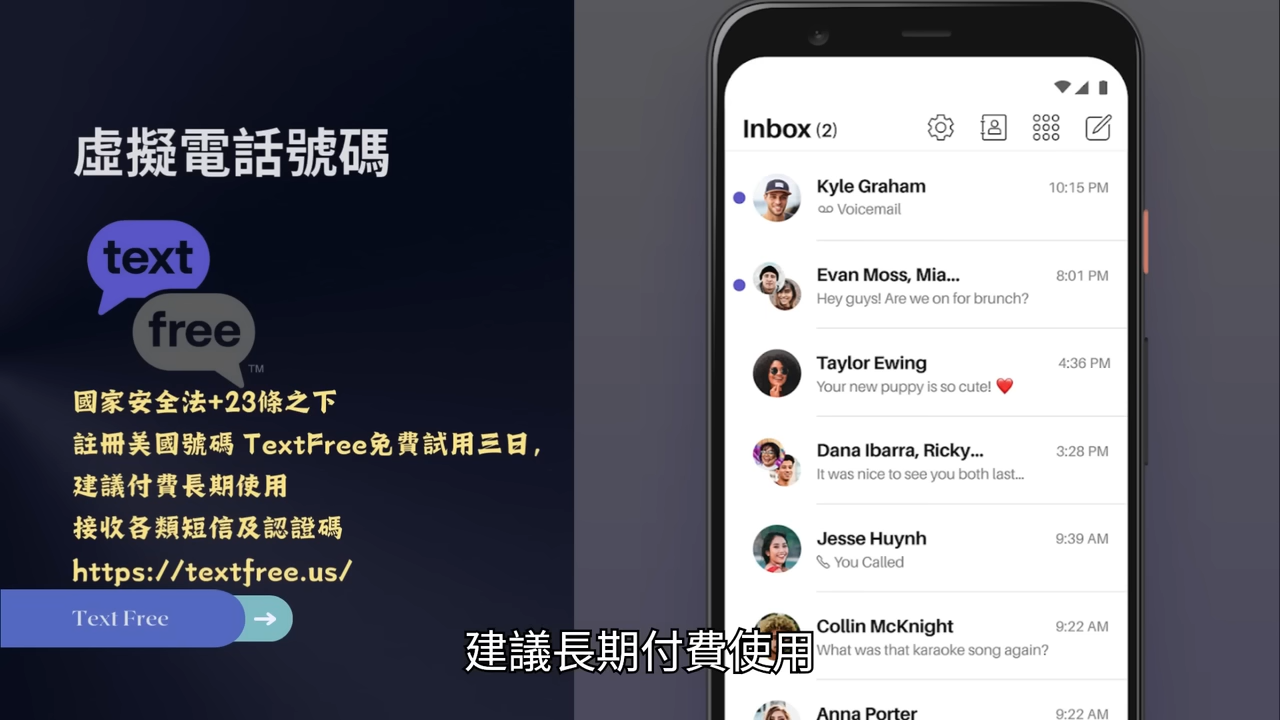 虛擬電話號碼
text
free
TM
國家安全法+23條之下
註冊美國號碼 TextFree免費試用三日，
建議付費長期使用
接收各類短信及認證碼
https://textfree.us/
Text Free
Inbox (2)
Kyle Graham 10:15 PM
Voicemail
Evan Moss, Mia... 8:01 PM
Hey guys! Are we on for brunch?
Taylor Ewing 4:36 PM
Your new puppy is so cute! ❤️
Dana Ibarra, Ricky... 3:28 PM
It was nice to see you both last...
Jesse Huynh 9:39 AM
You Called
Collin McKnight 9:22 AM
What was that karaoke song again?
Anna Porter 9:22 AM
建議長期付費使用